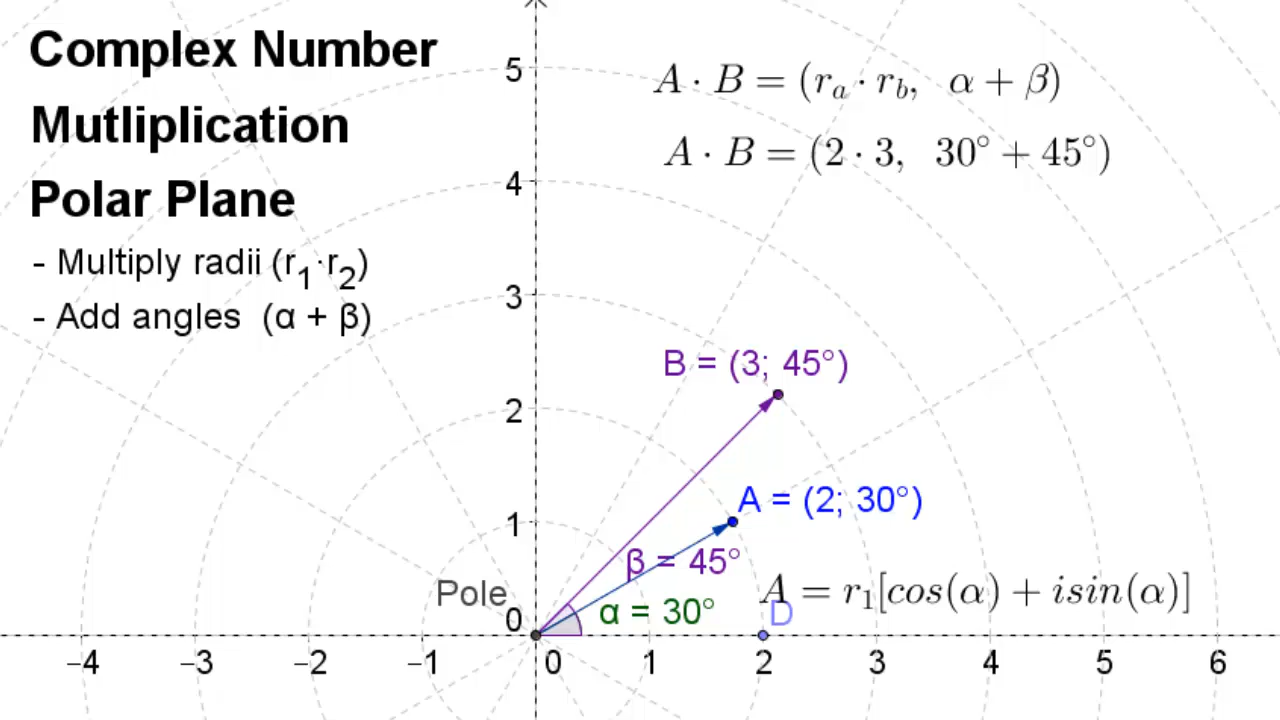 Complex Number
Mutliplication
Polar Plane
- Multiply radii (r₁·r₂)
- Add angles (α + β)
A · B = (rₐ · r_b, α + β)
A · B = (2 · 3, 30° + 45°)
5
4
3
2
1
0
B = (3; 45°)
A = (2; 30°)
β = 45°
α = 30°
A = r₁[cos(α) + isin(α)]
Pole
D
−4 −3 −2 −1 0 1 2 3 4 5 6